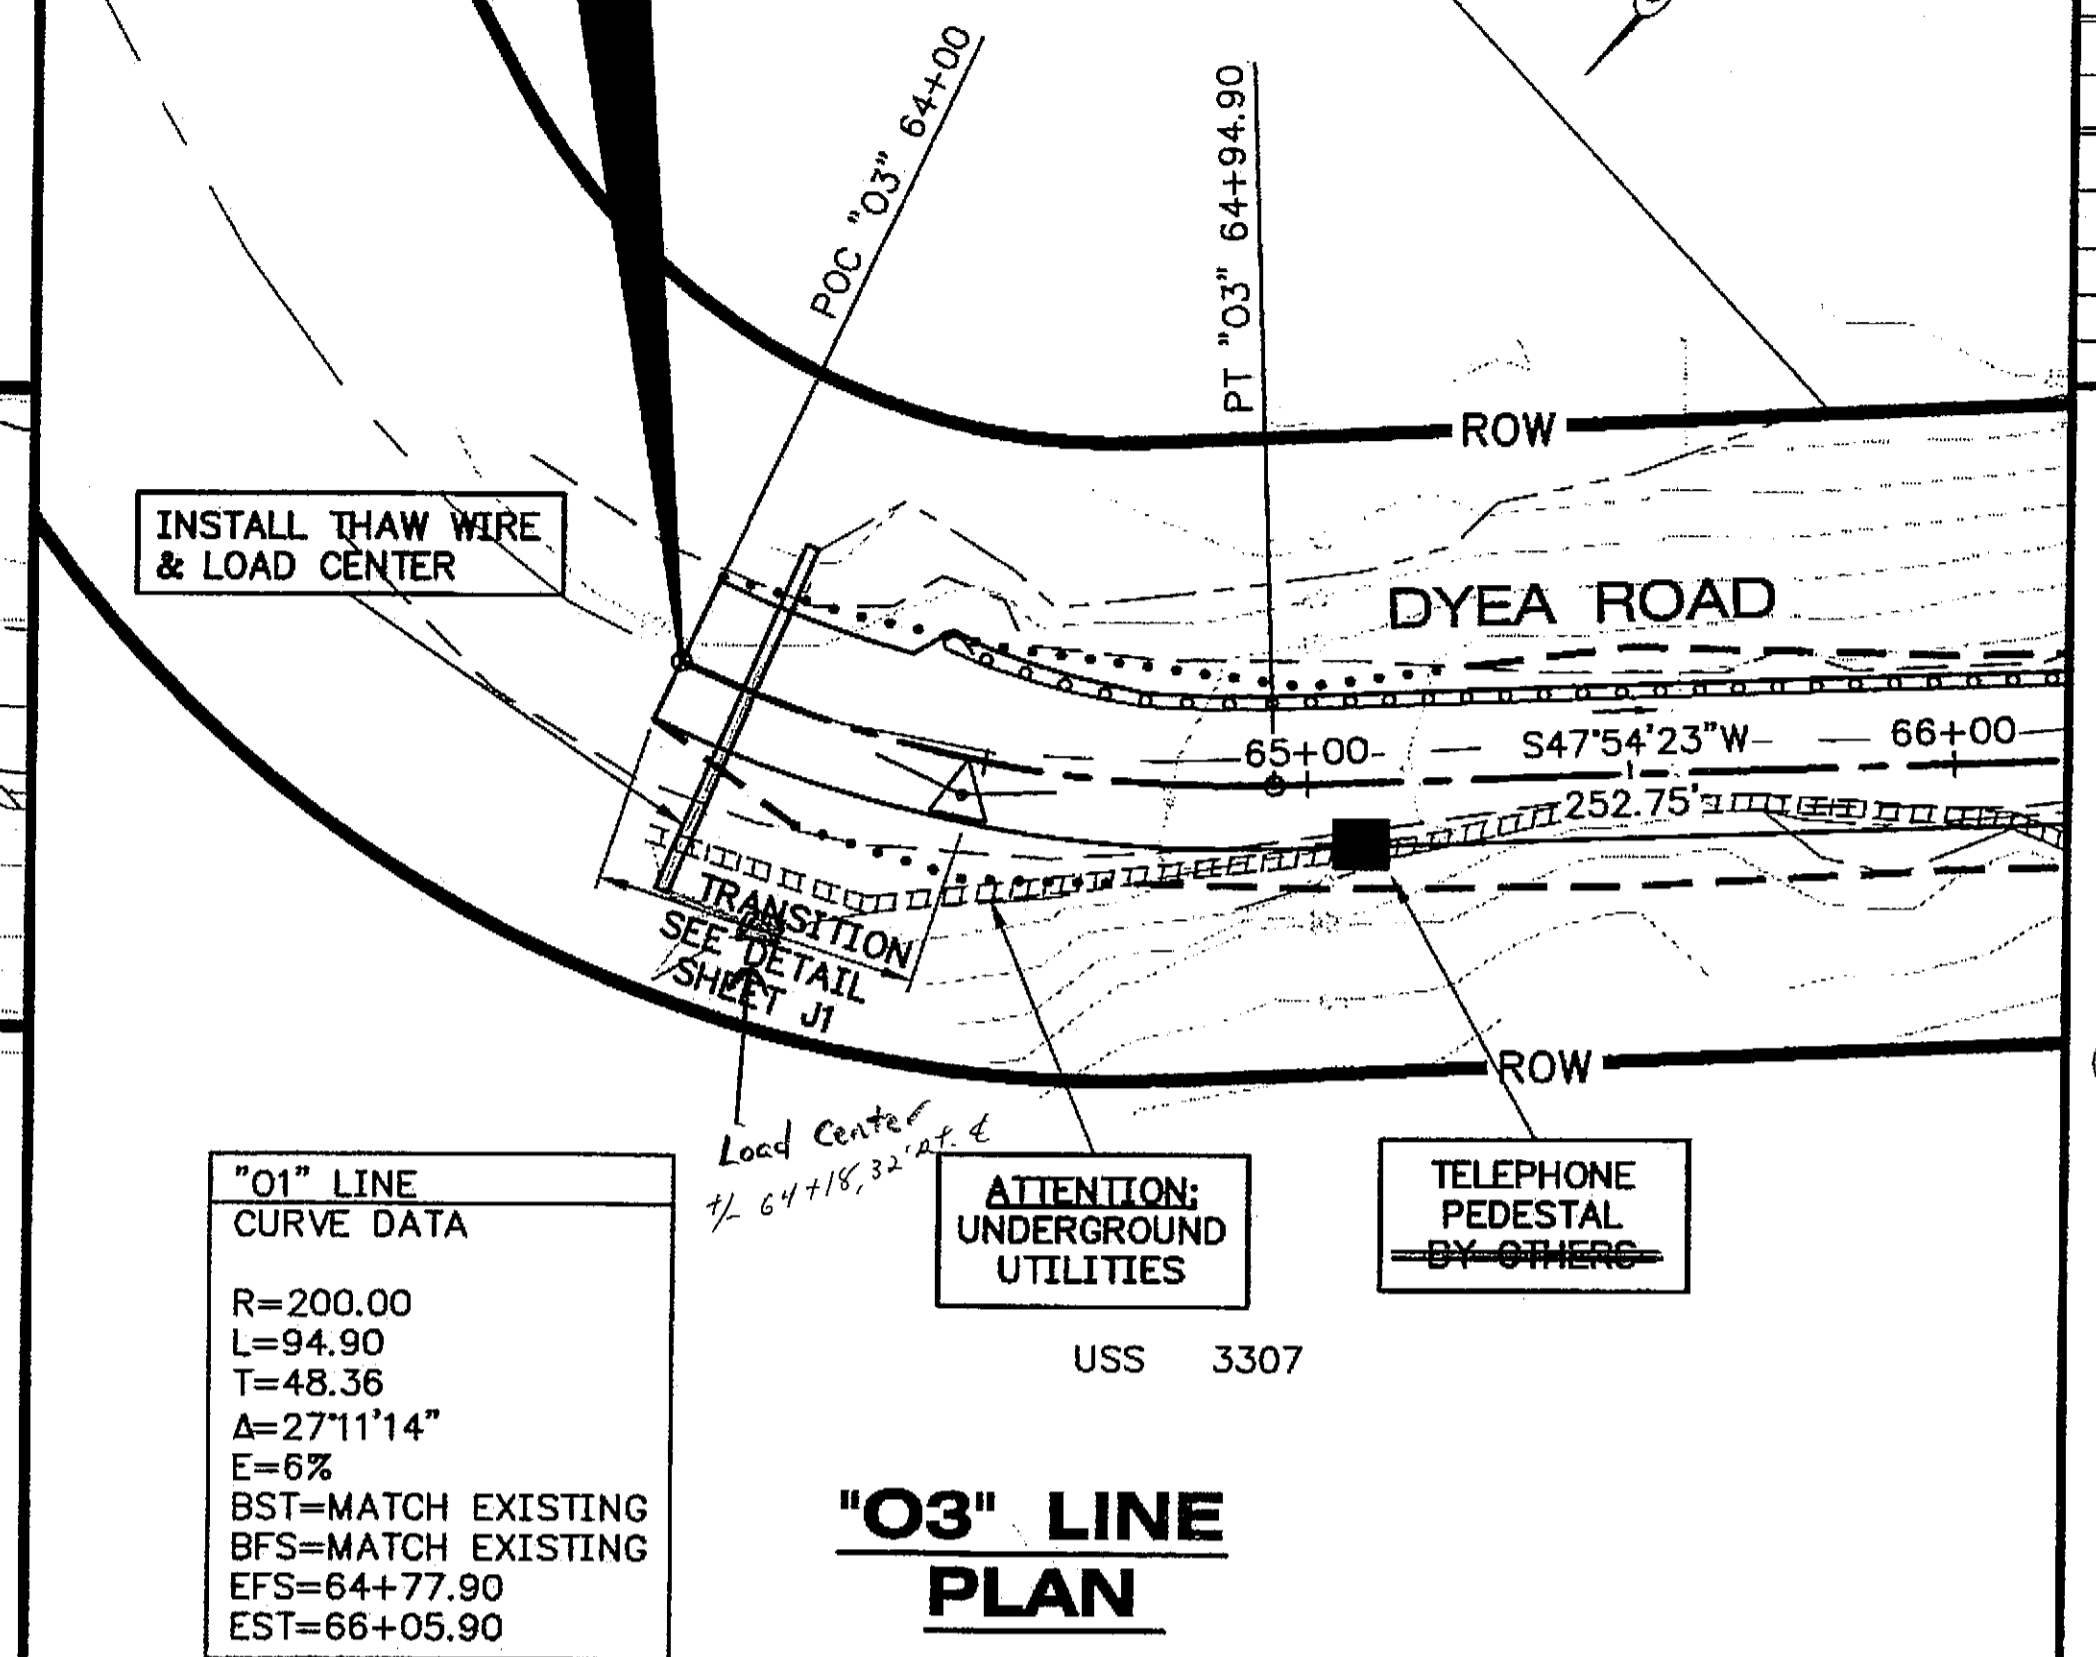 POC "O3" 64+00
PT "O3" 64+94.90
ROW
INSTALL THAW WIRE
& LOAD CENTER
DYEA ROAD
65+00
S47°54'23"W
66+00
252.75'
TRANSITION
SEE DETAIL
SHEET J1
ROW
Load Center
+/- 64+18, 32' Rt. ℄
"O1" LINE
CURVE DATA
R=200.00
L=94.90
T=48.36
Δ=27°11'14"
E=6%
BST=MATCH EXISTING
BFS=MATCH EXISTING
EFS=64+77.90
EST=66+05.90
ATTENTION:
UNDERGROUND
UTILITIES
TELEPHONE
PEDESTAL
BY OTHERS
USS 3307
"O3" LINE
PLAN